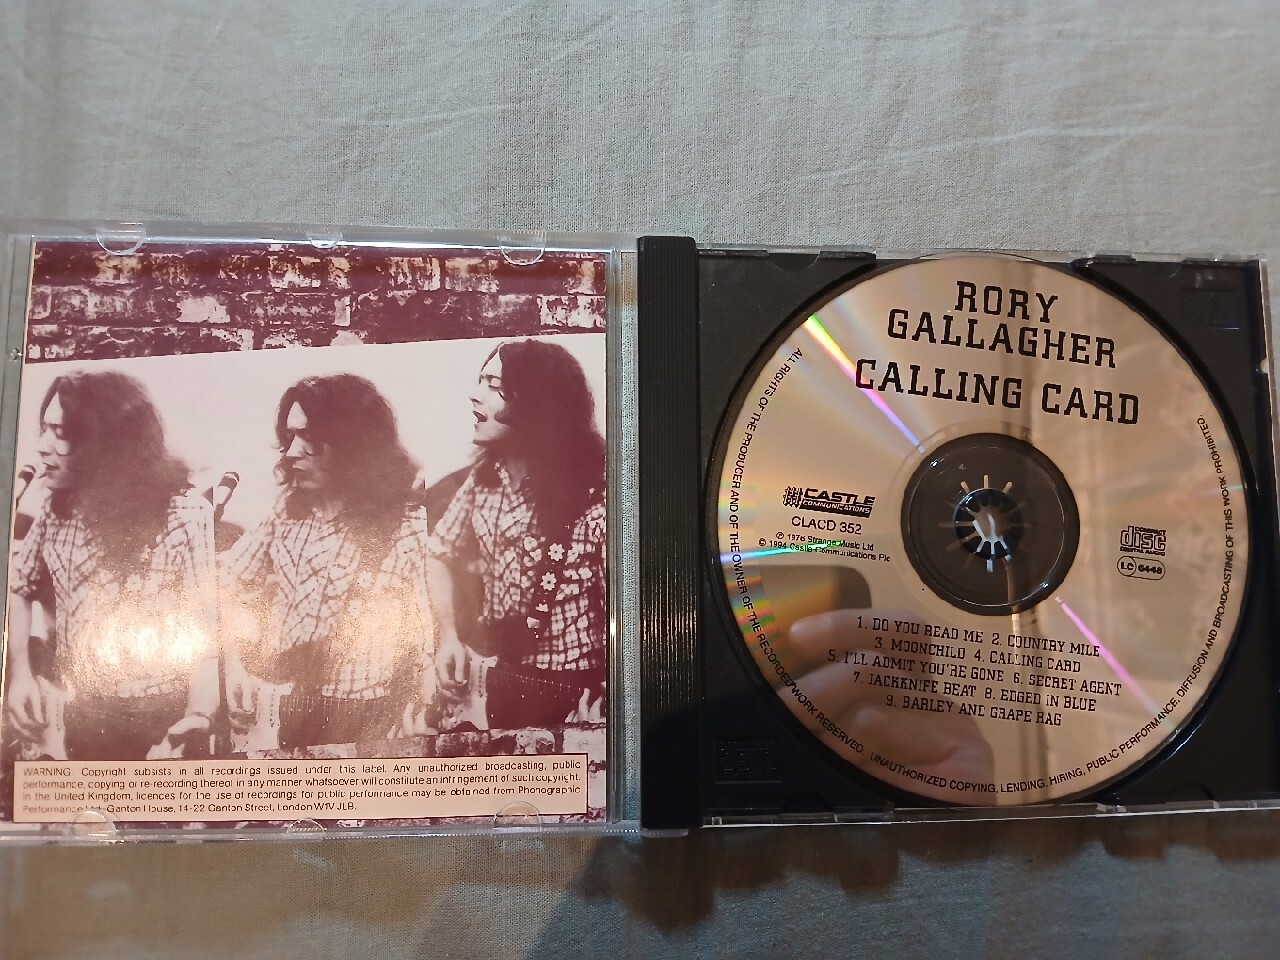 WARNING: Copyright subsists in all recordings issued under this label. Any unauthorized broadcasting, public
performance, copying or re-recording thereof in any manner whatsoever will constitute an infringement of such copyright.
In the United Kingdom, licences for the use of recordings for public performance may be obtained from Phonographic
Performance Ltd, Ganton House, 14-22 Ganton Street, London W1V JLB.
RORY
GALLAGHER
CALLING CARD
CASTLE
COMMUNICATIONS
CLACD 352
℗ 1976 Strange Music Ltd
© 1994 Castle Communications Plc
COMPACT
disc
DIGITAL AUDIO
LC 6448
1. DO YOU READ ME 2. COUNTRY MILE
3. MOONCHILD 4. CALLING CARD
5. I'LL ADMIT YOU'RE GONE 6. SECRET AGENT
7. JACKKNIFE BEAT 8. EDGED IN BLUE
9. BARLEY AND GRAPE RAG
ALL RIGHTS OF THE PRODUCER AND OF THE OWNER OF THE RECORDED WORK RESERVED. UNAUTHORIZED COPYING, LENDING, HIRING, PUBLIC PERFORMANCE, DIFFUSION AND BROADCASTING OF THIS WORK PROHIBITED.